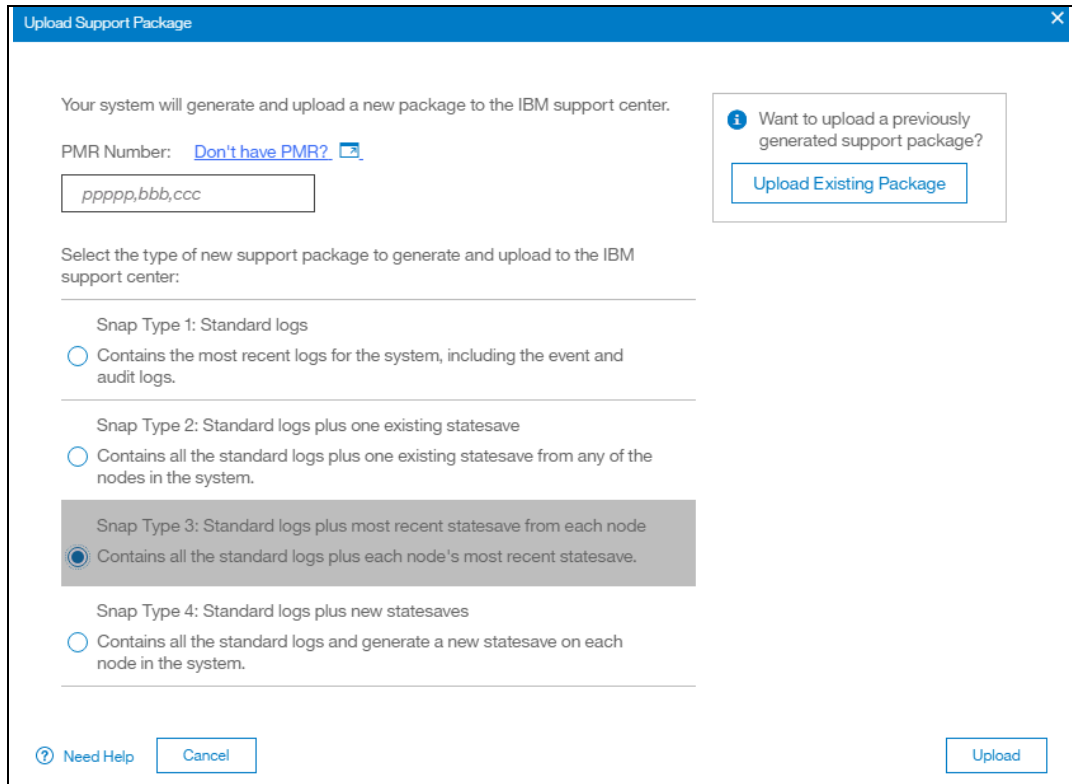 Upload Support Package
Your system will generate and upload a new package to the IBM support center.
PMR Number: Don't have PMR?
ppppp,bbb,ccc
Want to upload a previously
generated support package?
Upload Existing Package
Select the type of new support package to generate and upload to the IBM
support center:
Snap Type 1: Standard logs
Contains the most recent logs for the system, including the event and
audit logs.
Snap Type 2: Standard logs plus one existing statesave
Contains all the standard logs plus one existing statesave from any of the
nodes in the system.
Snap Type 3: Standard logs plus most recent statesave from each node
Contains all the standard logs plus each node's most recent statesave.
Snap Type 4: Standard logs plus new statesaves
Contains all the standard logs and generate a new statesave on each
node in the system.
Need Help
Cancel
Upload